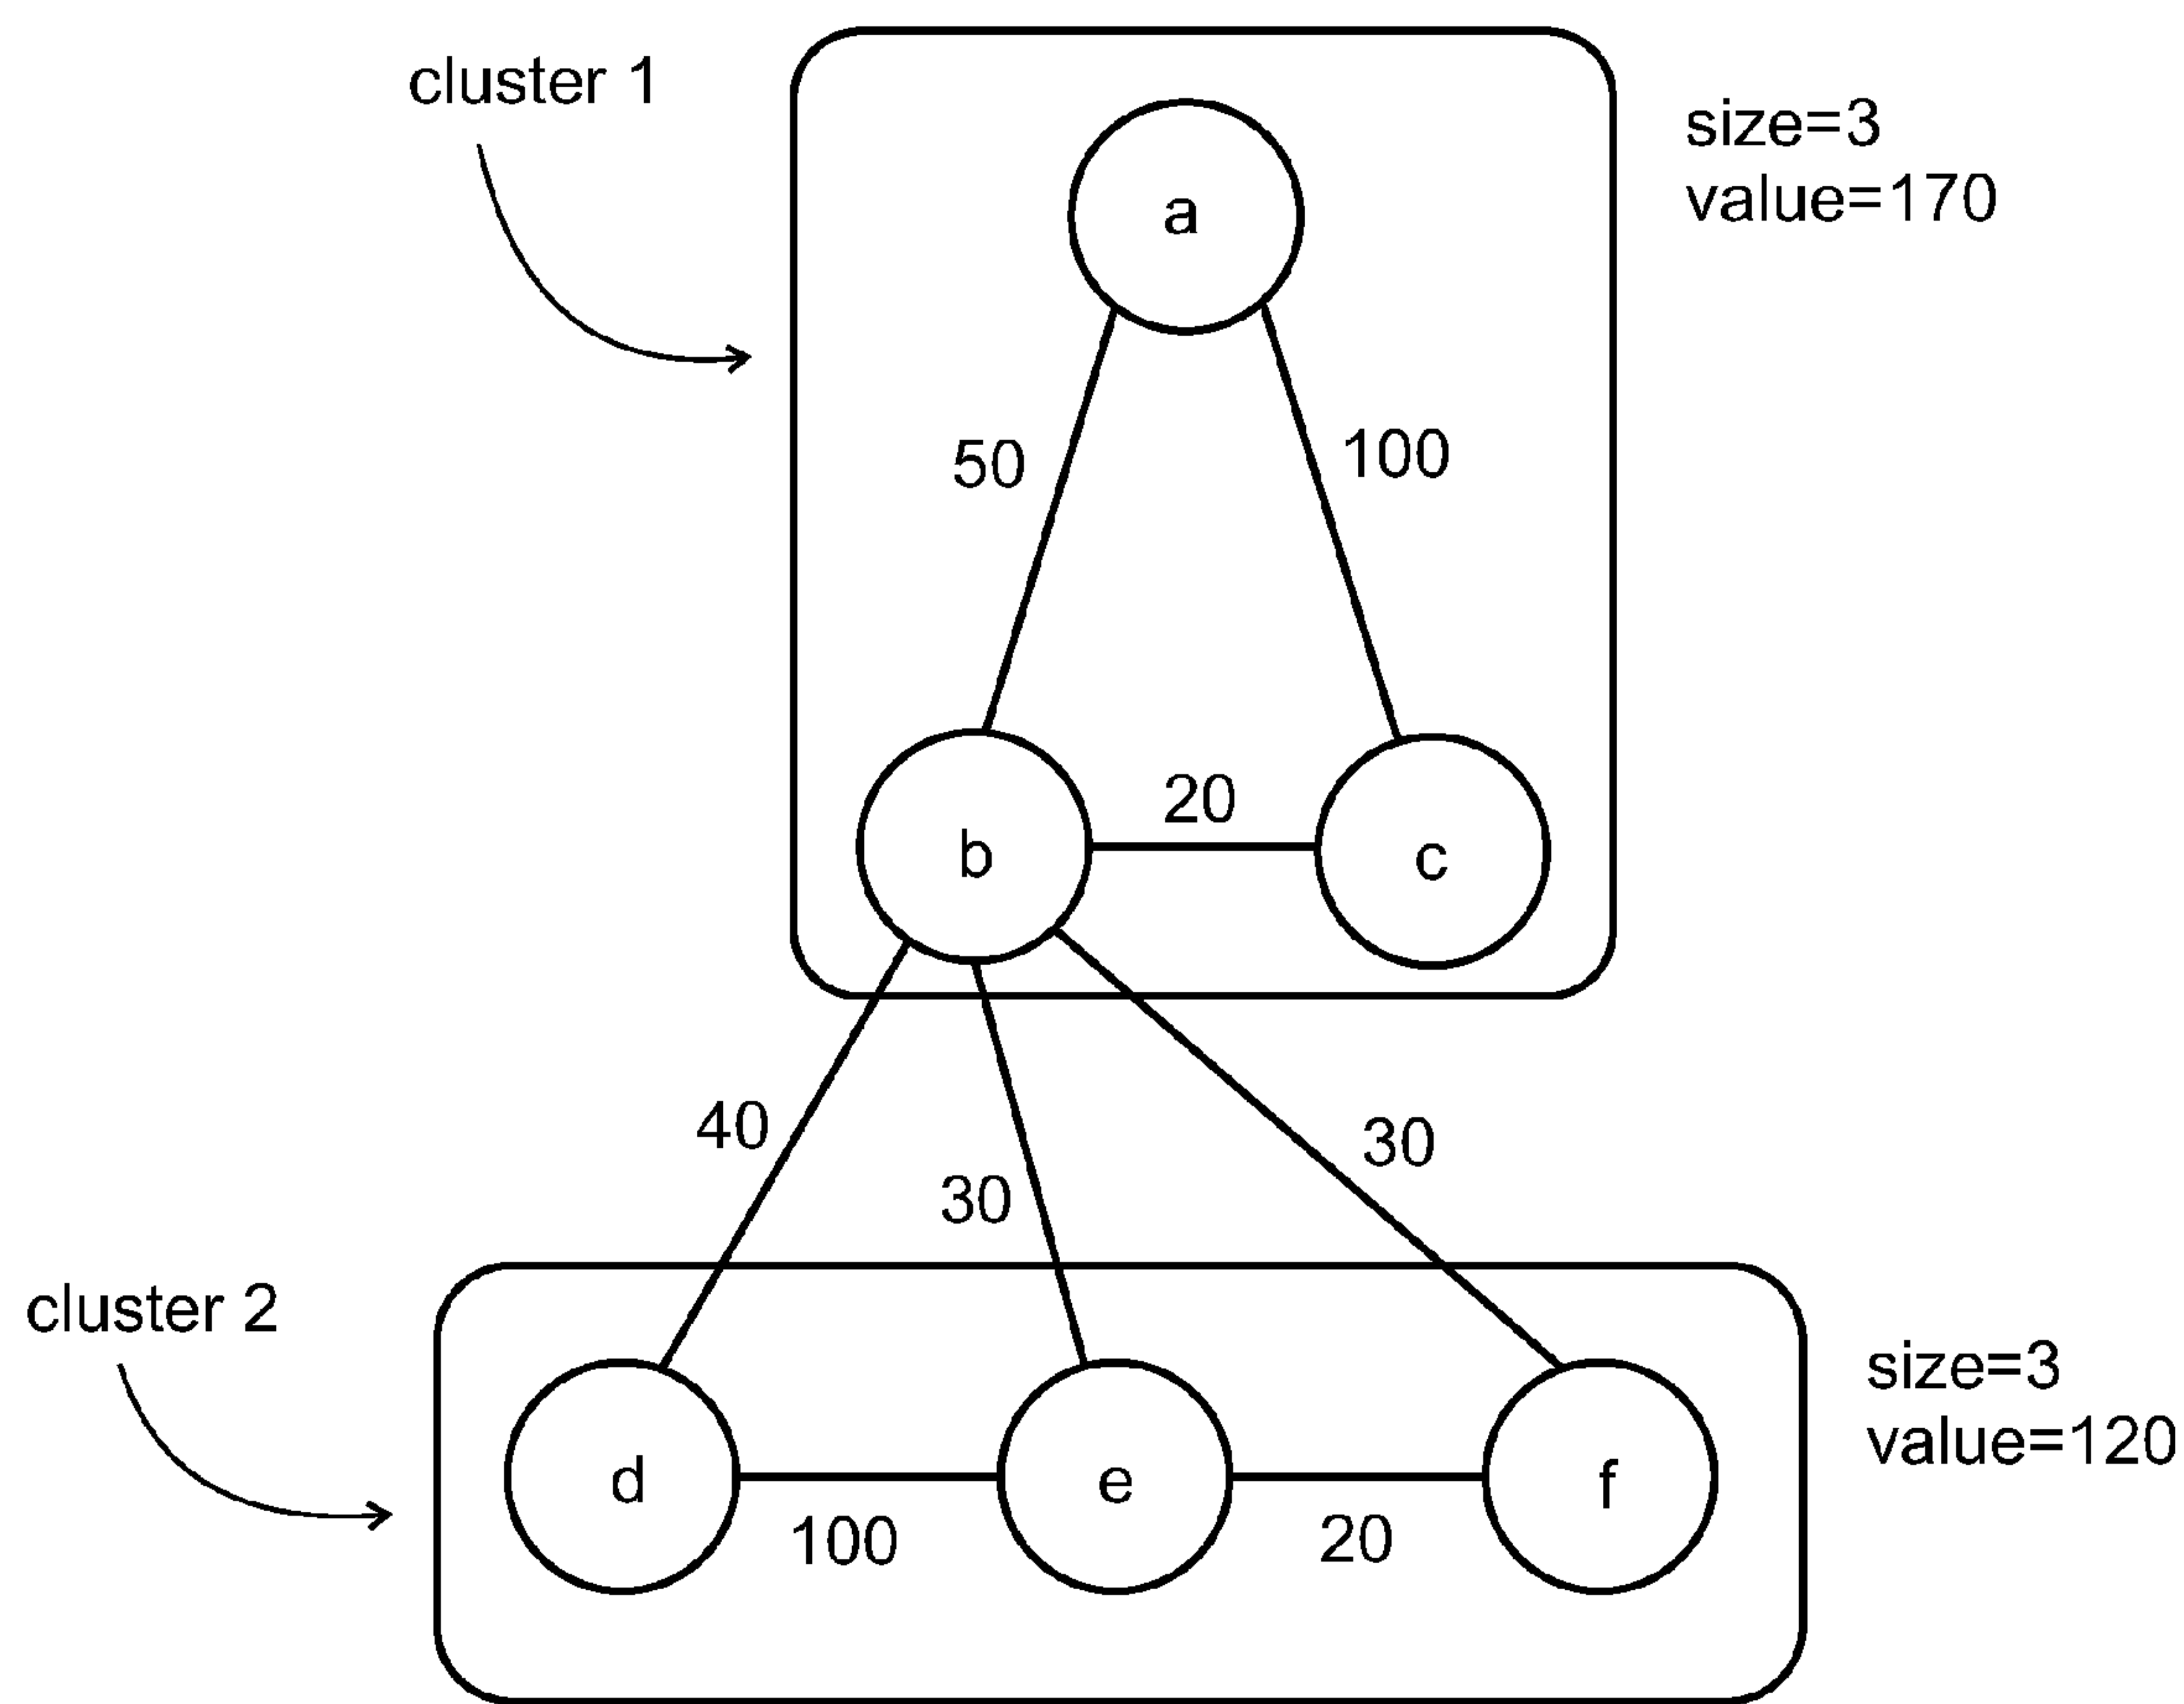 cluster 1
size=3
value=170
a
50
100
20
b
c
40
30
30
cluster 2
size=3
value=120
d
e
f
100
20